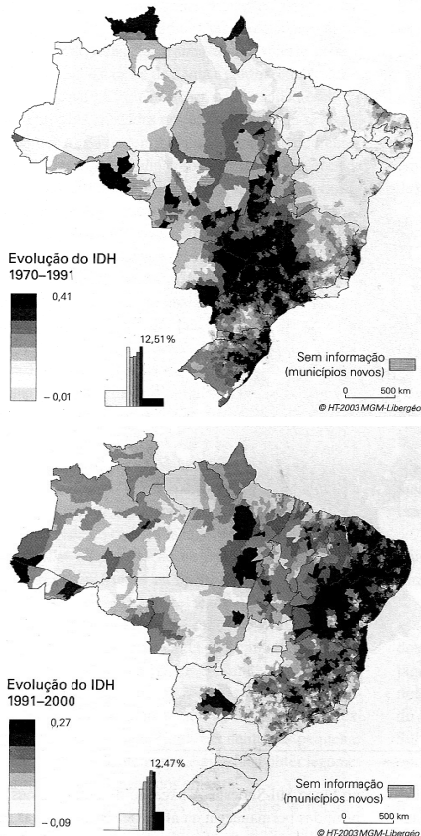 Evolução do IDH
1970–1991
0,41
– 0,01
12,51%
Sem informação
(municípios novos)
0 500 km
© HT-2003 MGM-Libergéo
Evolução do IDH
1991–2000
0,27
– 0,09
12,47%
Sem informação
(municípios novos)
0 500 km
© HT-2003 MGM-Libergéo